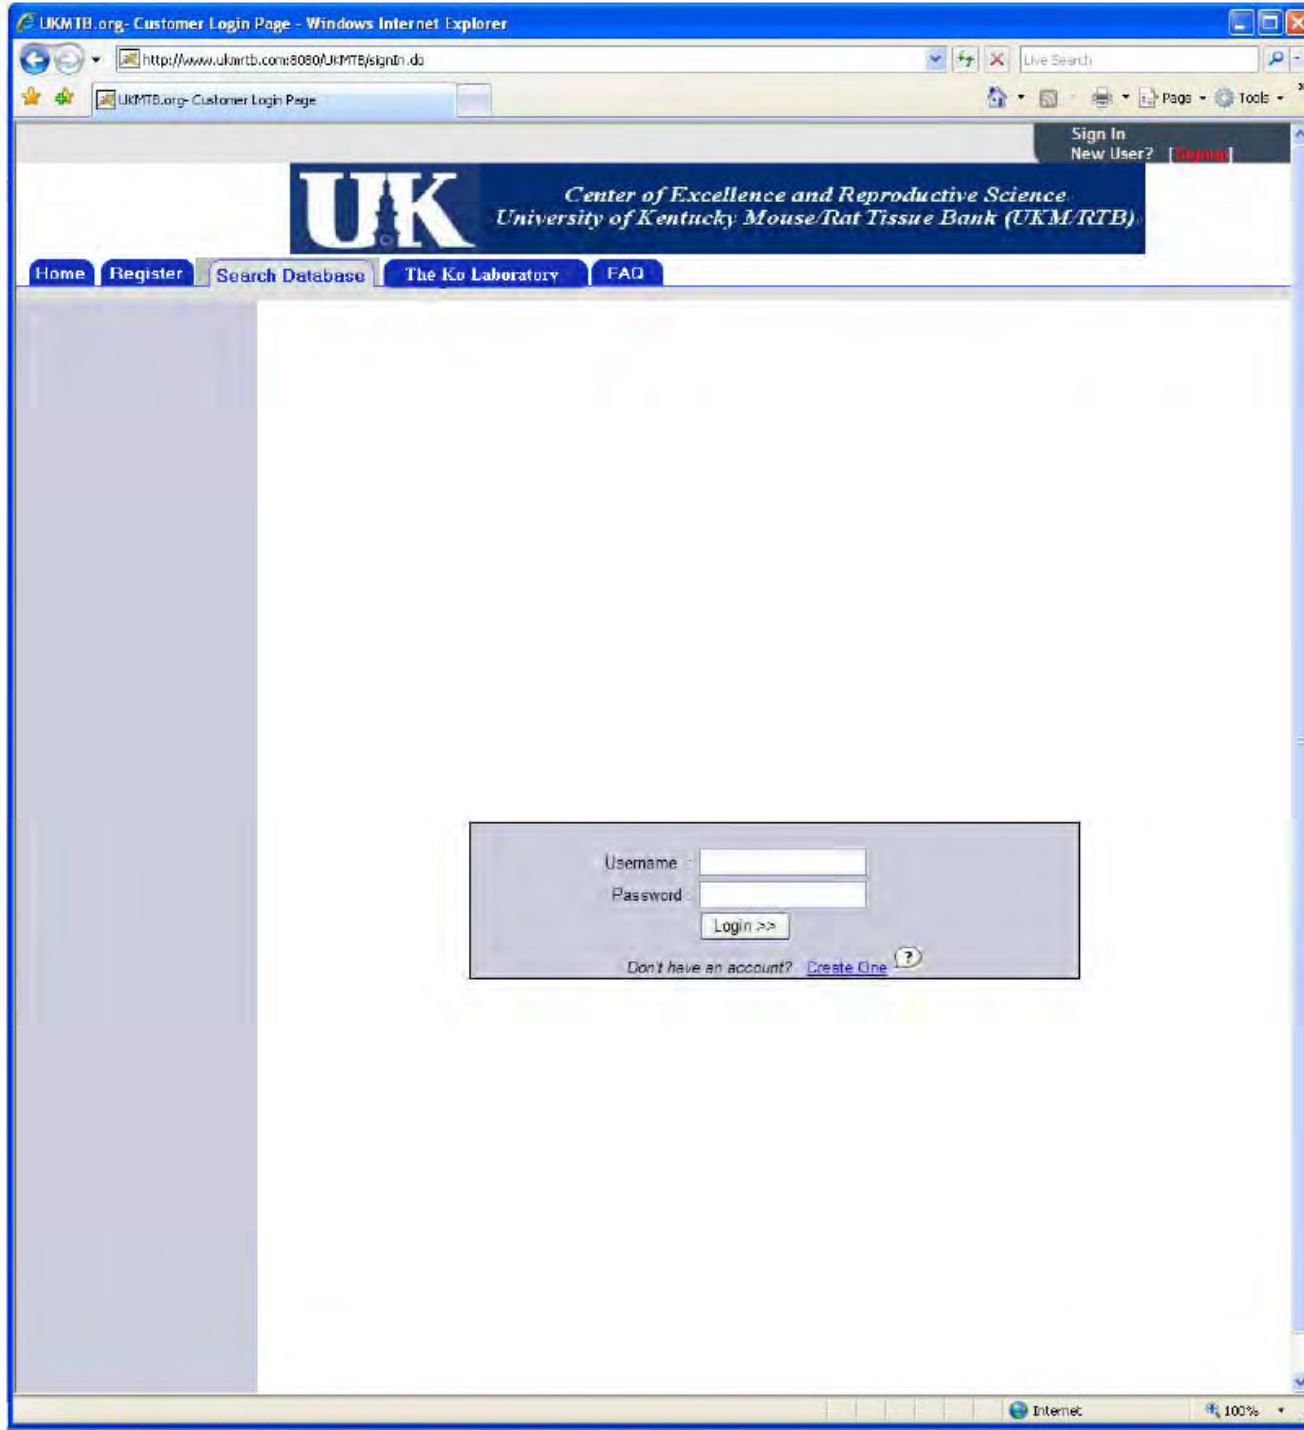 UKMTB.org- Customer Login Page - Windows Internet Explorer
http://www.ukmrtb.com:8080/UKMTB/signIn.do
Live Search
UKMTB.org- Customer Login Page
Page
Tools
Sign In
New User? [Signup]
UK
Center of Excellence and Reproductive Science
University of Kentucky Mouse/Rat Tissue Bank (UKM/RTB)
Home Register Search Database The Ko Laboratory FAQ
Username :
Password :
Login >>
Don't have an account? Create One ?
Internet
100%